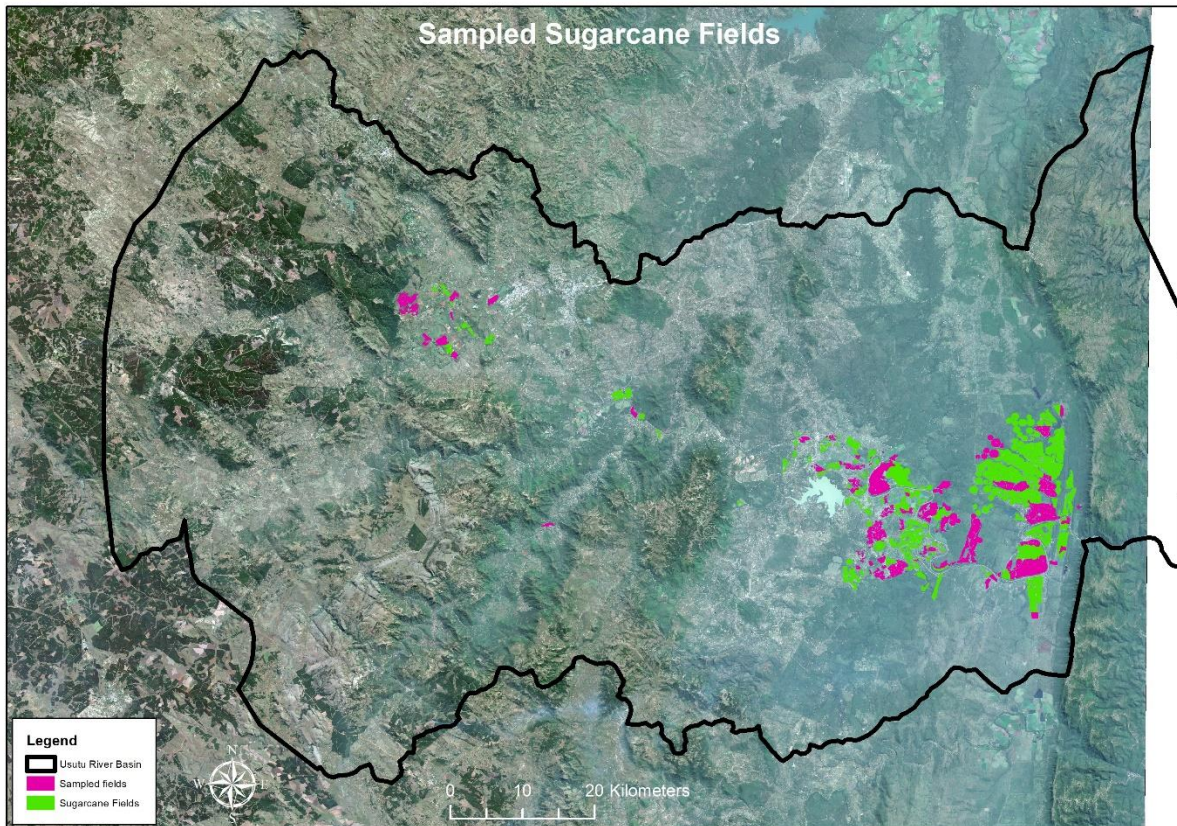 Sampled Sugarcane Fields
Legend
Usutu River Basin
Sampled fields
Sugarcane Fields
N
W E
S
0 10 20 Kilometers